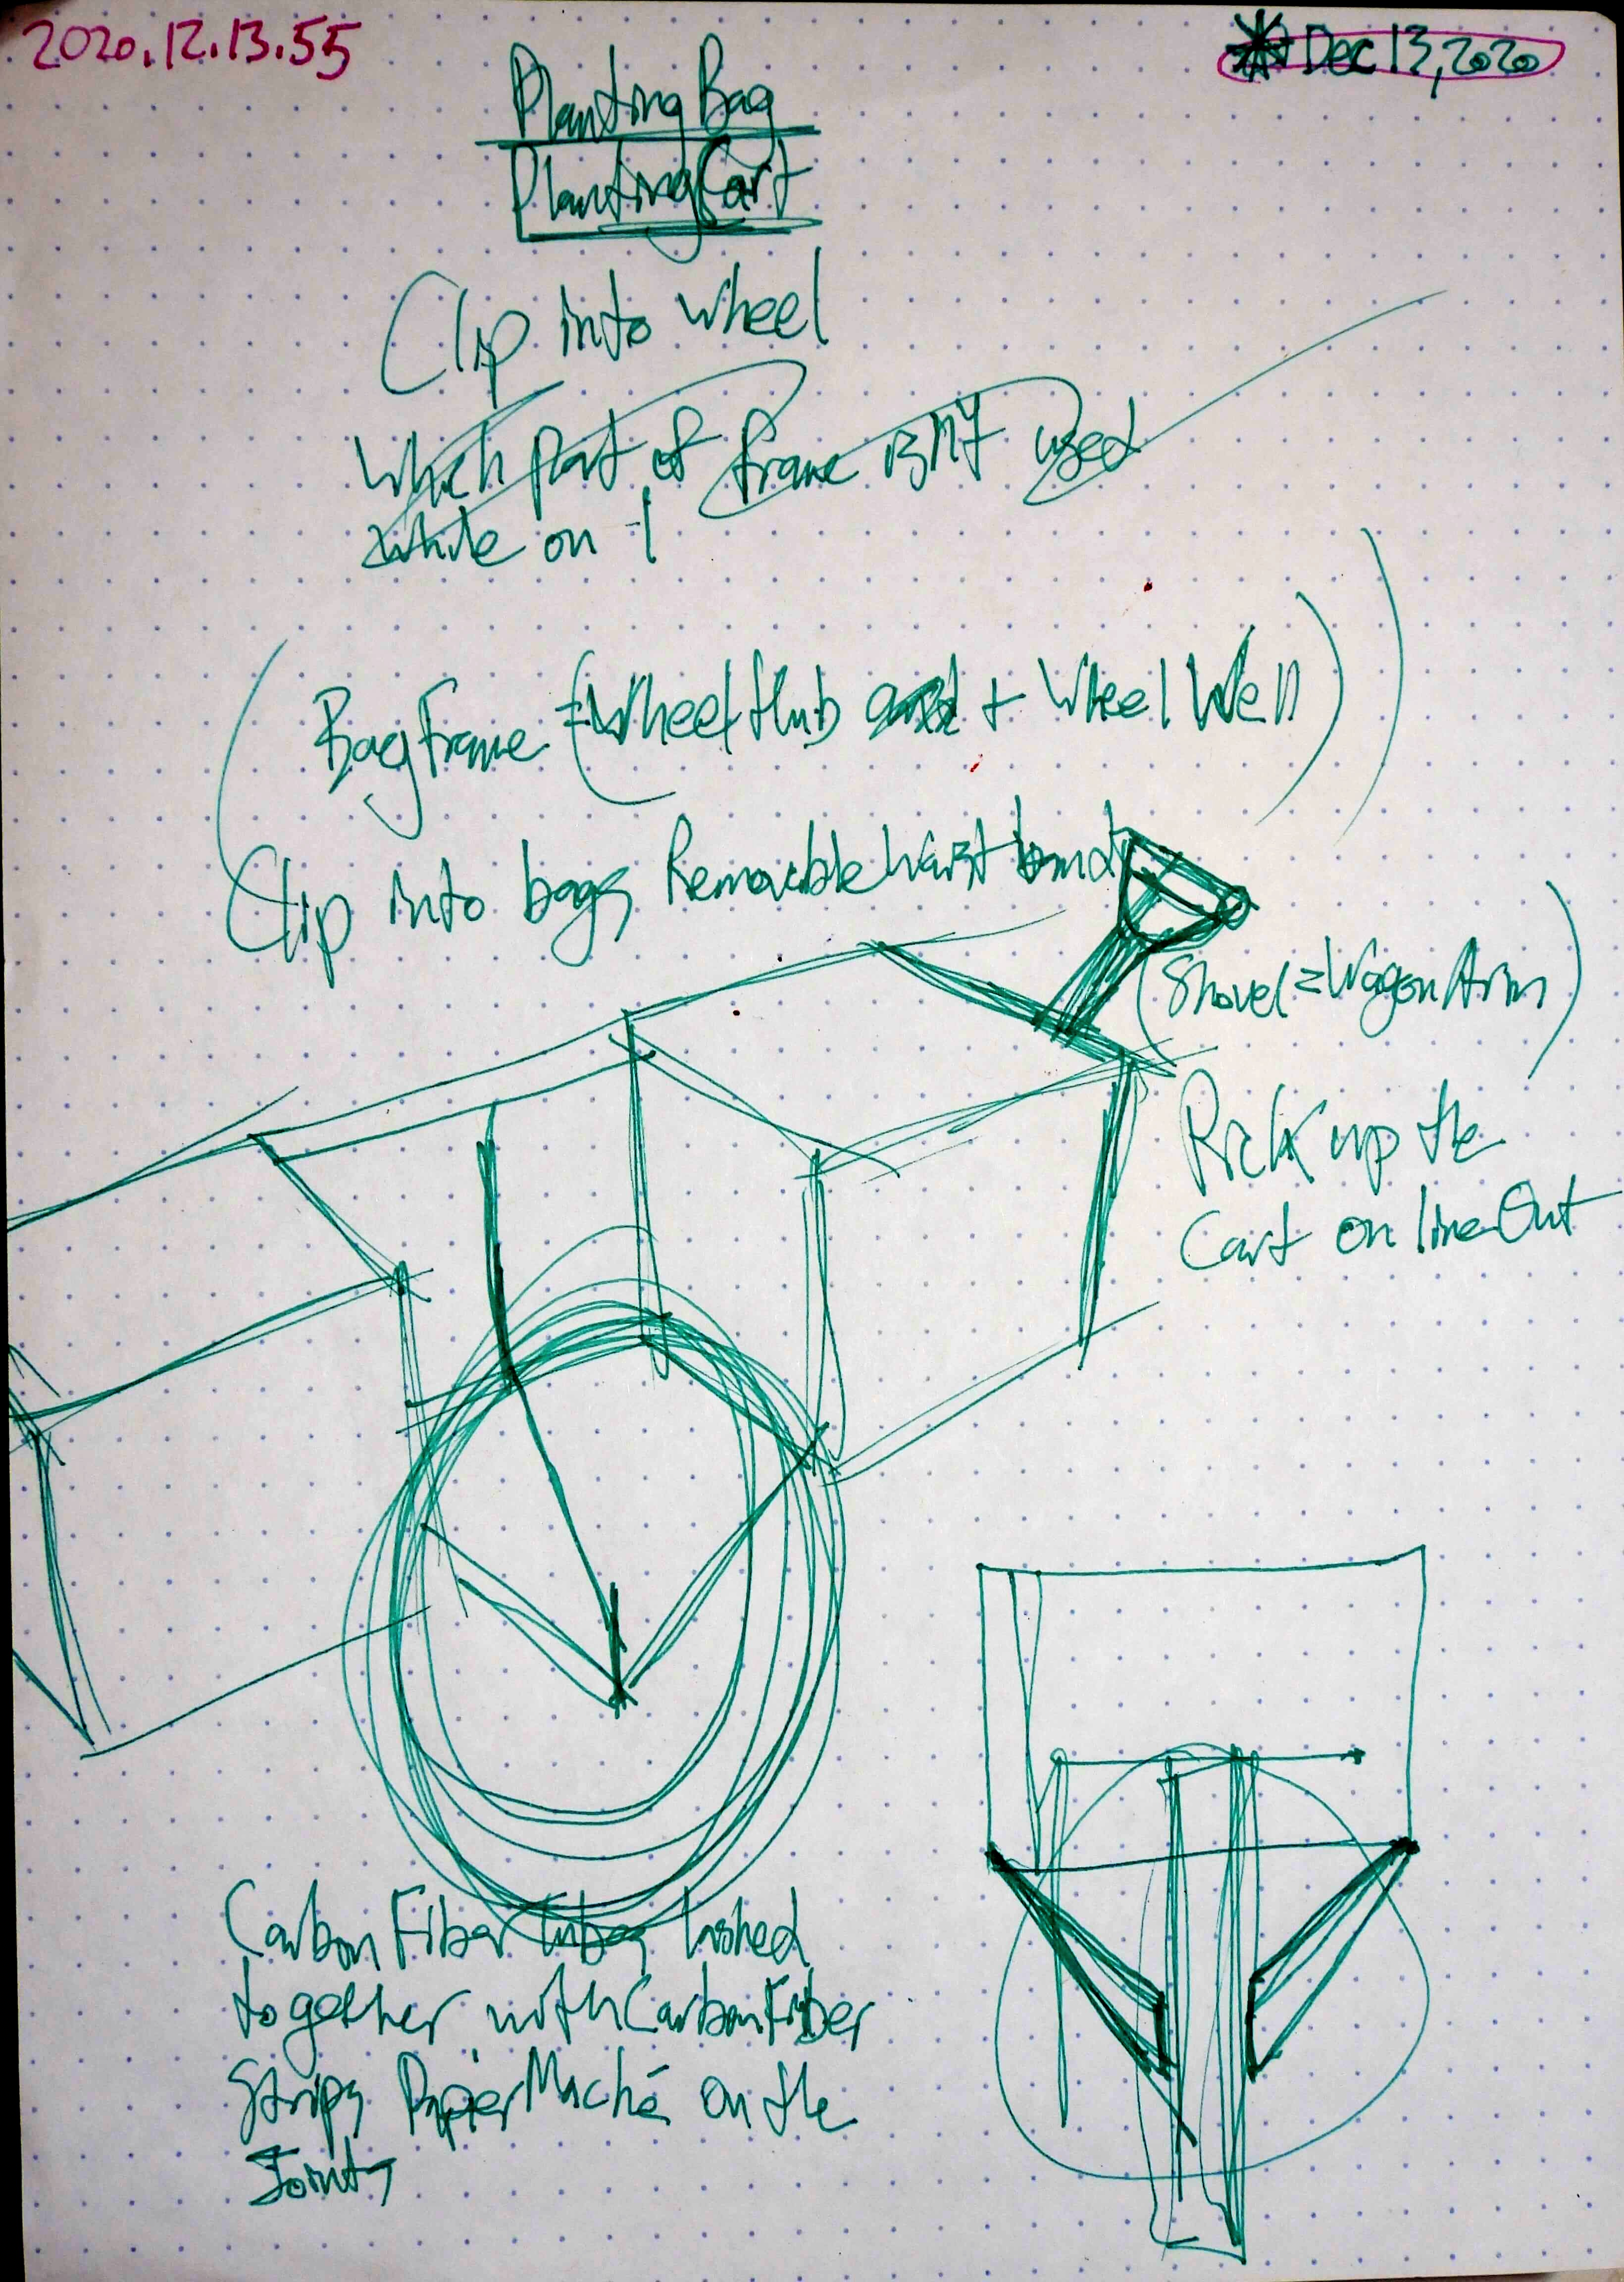 2020.12.13.55
Dec 13, 2020
Planting Bag
Planting Cart
Clip into wheel
Which part of frame isnt used
while on
(Bag Frame = (Wheel Hub + Wheel Well))
Clip into bags Removable waist band
(Shovel = Wagon Arm)
Pick up the
Cart on line Out
Carbon Fiber tubes lashed
together with Carbon Fiber
Strips Papier Maché on the
Joints